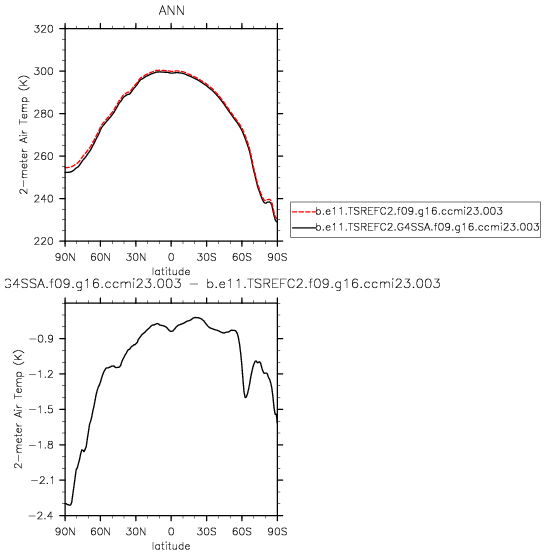 ANN
320
300
280
260
240
220
2-meter Air Temp (K)
90N 60N 30N 0 30S 60S 90S
latitude
b.e11.TSREFC2.f09.g16.ccmi23.003
b.e11.TSREFC2.G4SSA.f09.g16.ccmi23.003
G4SSA.f09.g16.ccmi23.003 − b.e11.TSREFC2.f09.g16.ccmi23.003
−0.9
−1.2
−1.5
−1.8
−2.1
−2.4
2-meter Air Temp (K)
90N 60N 30N 0 30S 60S 90S
latitude